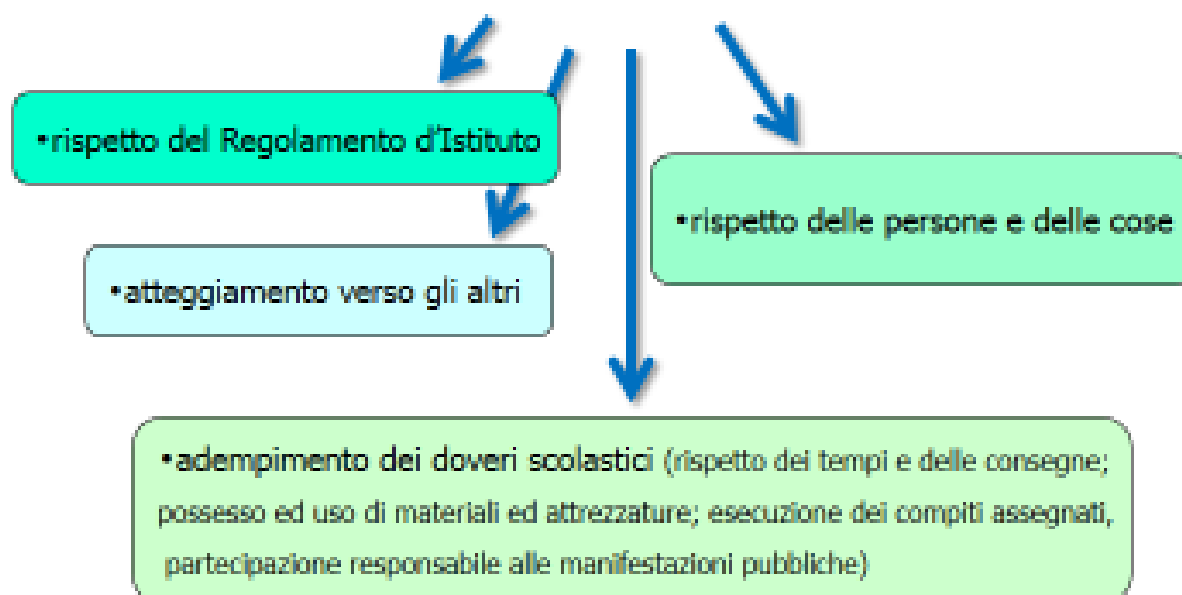 •rispetto del Regolamento d'Istituto
•rispetto delle persone e delle cose
•atteggiamento verso gli altri
•adempimento dei doveri scolastici (rispetto dei tempi e delle consegne;
possesso ed uso di materiali ed attrezzature; esecuzione dei compiti assegnati,
partecipazione responsabile alle manifestazioni pubbliche)